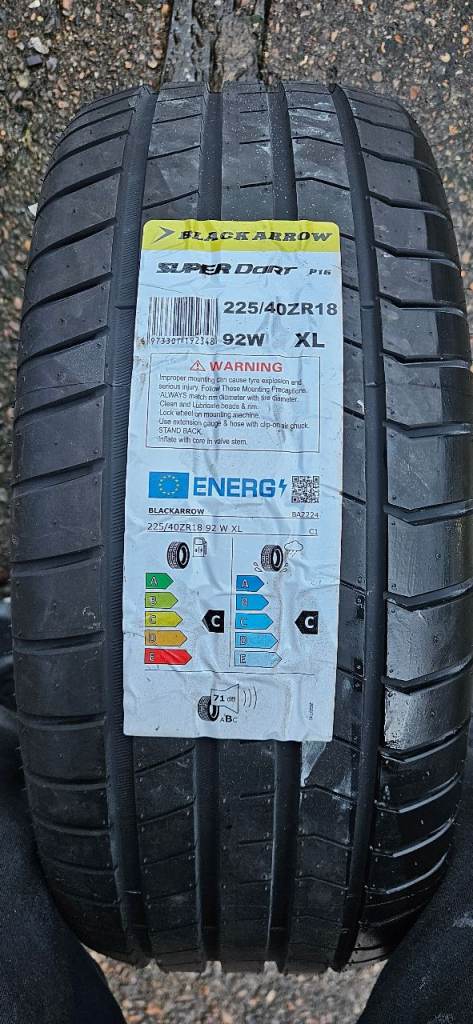 BLACKARROW
SUPER DART P16
225/40ZR18
92W XL
WARNING
Improper mounting can cause tyre explosion and
serious injury. Follow These Mounting Precautions.
ALWAYS match rim diameter with tire diameter.
Clean and Lubricate beads & rim.
Lock wheel on mounting machine.
Use extension gauge & hose with clip-on air chuck.
STAND BACK.
Inflate with core in valve stem.
ENERG
BLACKARROW BA2224
225/40ZR18 92 W XL C1
A A
B B
C C C C
D D
E E
71 dB
ABC